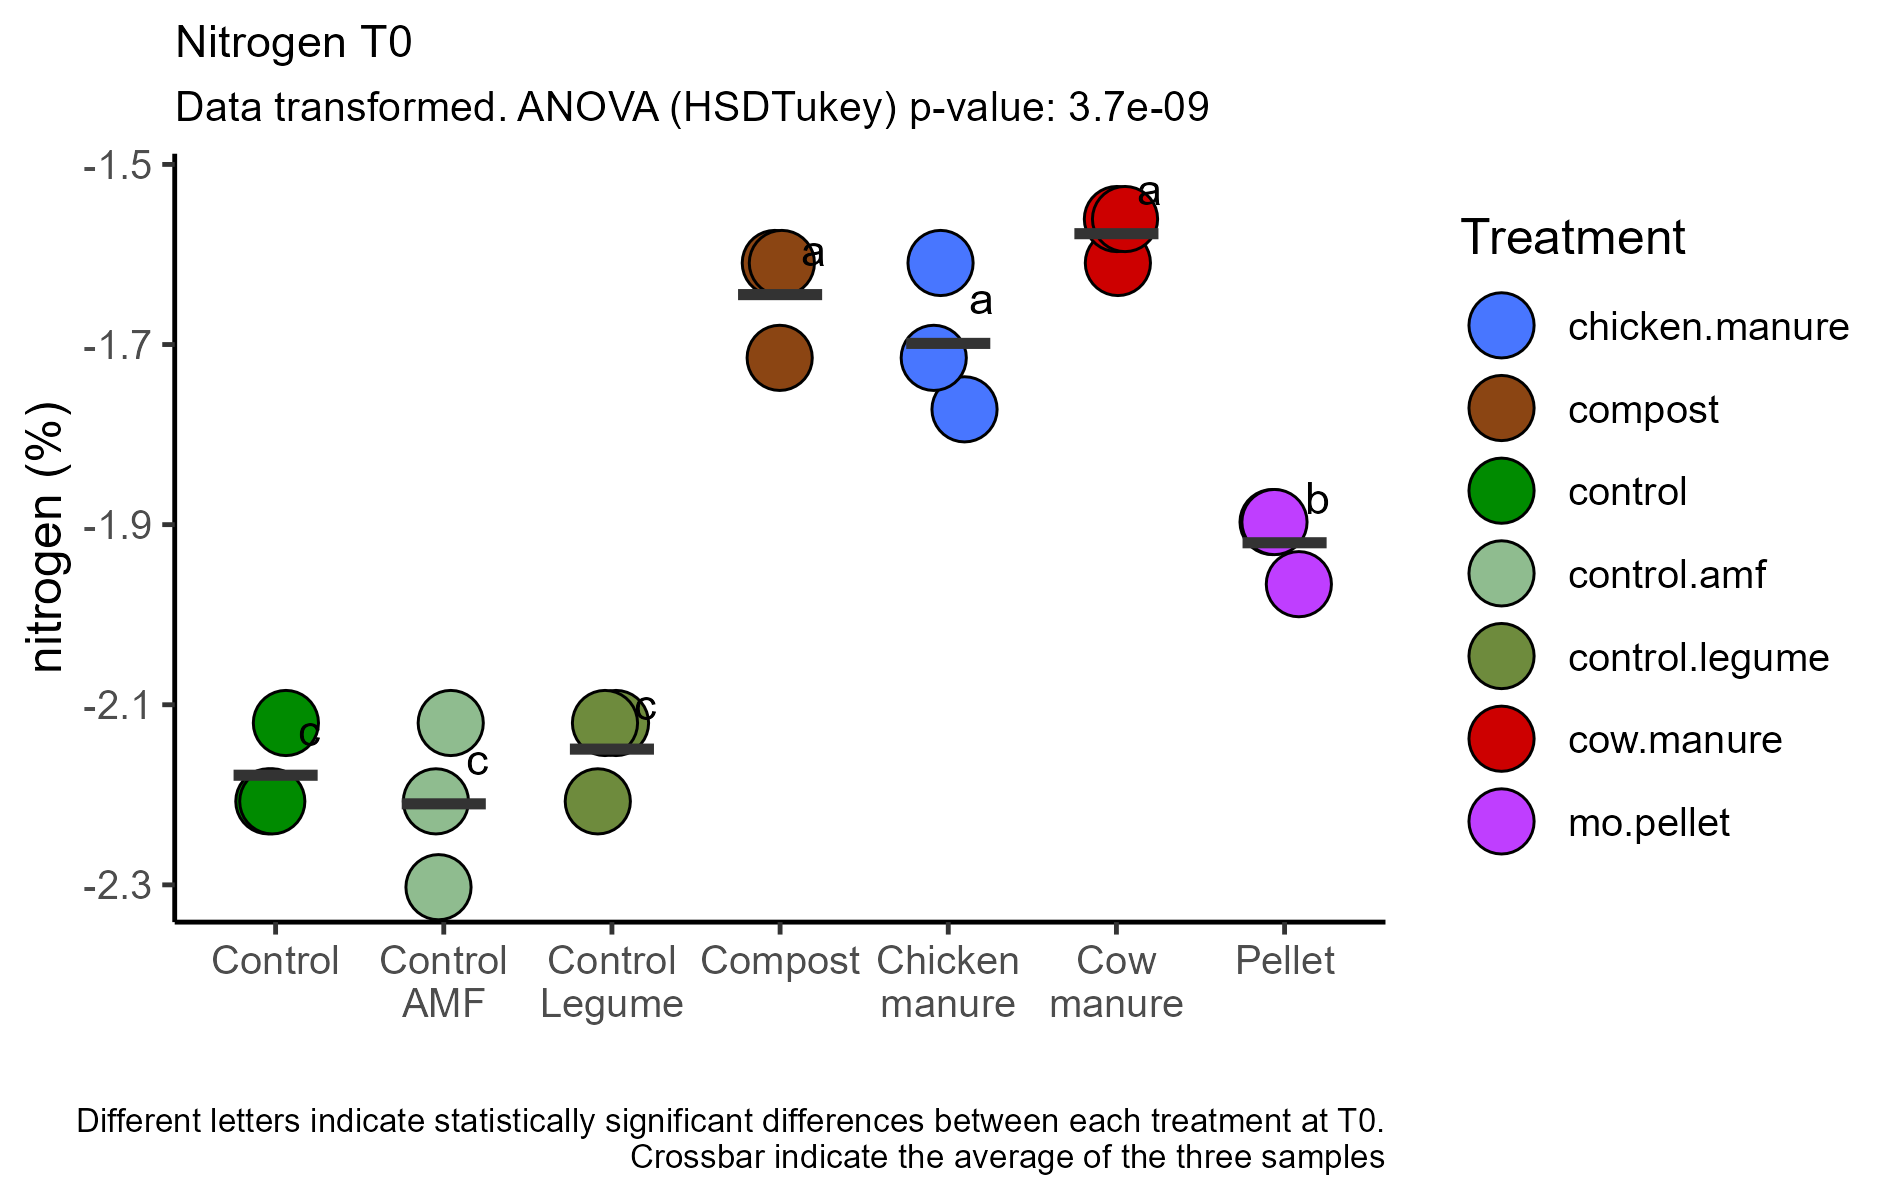 Nitrogen T0
Data transformed. ANOVA (HSDTukey) p-value: 3.7e-09
nitrogen (%)
-1.5
-1.7
-1.9
-2.1
-2.3
c
c
c
a
a
a
b
Control
Control
AMF
Control
Legume
Compost
Chicken
manure
Cow
manure
Pellet
Treatment
chicken.manure
compost
control
control.amf
control.legume
cow.manure
mo.pellet
Different letters indicate statistically significant differences between each treatment at T0.
Crossbar indicate the average of the three samples